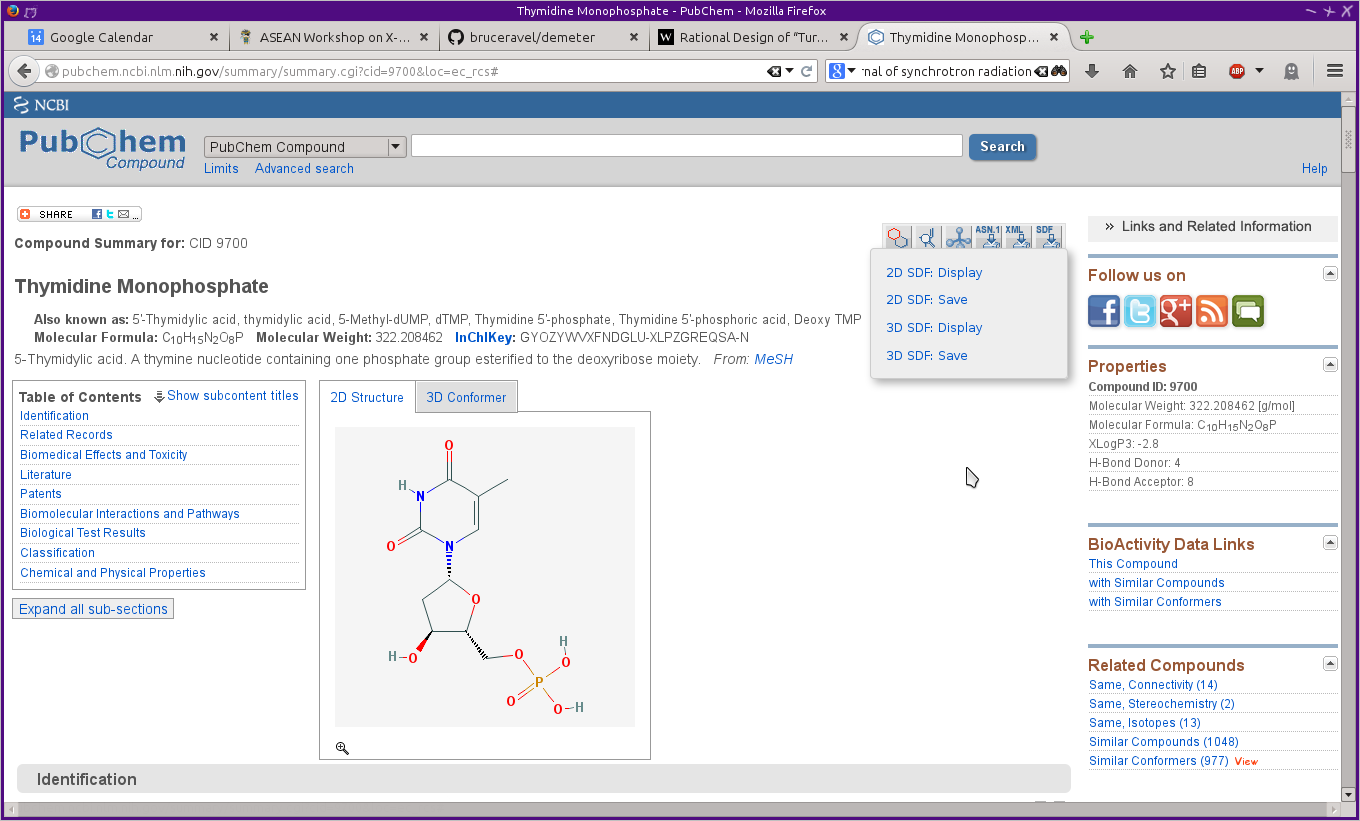 Thymidine Monophosphate - PubChem - Mozilla Firefox
14 Google Calendar
ASEAN Workshop on X-...
bruceravel/demeter
W Rational Design of "Tur...
Thymidine Monophosp...
pubchem.ncbi.nlm.nih.gov/summary/summary.cgi?cid=9700&loc=ec_rcs#
nal of synchrotron radiation
ABP
NCBI
PubChem
Compound
PubChem Compound
Search
Limits Advanced search
Help
SHARE ...
Compound Summary for: CID 9700
ASN.1 XML SDF
2D SDF: Display
2D SDF: Save
3D SDF: Display
3D SDF: Save
Thymidine Monophosphate
Also known as: 5'-Thymidylic acid, thymidylic acid, 5-Methyl-dUMP, dTMP, Thymidine 5'-phosphate, Thymidine 5'-phosphoric acid, Deoxy TMP
Molecular Formula: C10H15N2O8P Molecular Weight: 322.208462 InChIKey: GYOZYWVXFNDGLU-XLPZGREQSA-N
5-Thymidylic acid. A thymine nucleotide containing one phosphate group esterified to the deoxyribose moiety. From: MeSH
Table of Contents Show subcontent titles
Identification
Related Records
Biomedical Effects and Toxicity
Literature
Patents
Biomolecular Interactions and Pathways
Biological Test Results
Classification
Chemical and Physical Properties
Expand all sub-sections
2D Structure 3D Conformer
O
H
N
O
N
O
H-O
O
H
O
P
O
O-H
Identification
» Links and Related Information
Follow us on
Properties
Compound ID: 9700
Molecular Weight: 322.208462 [g/mol]
Molecular Formula: C10H15N2O8P
XLogP3: -2.8
H-Bond Donor: 4
H-Bond Acceptor: 8
BioActivity Data Links
This Compound
with Similar Compounds
with Similar Conformers
Related Compounds
Same, Connectivity (14)
Same, Stereochemistry (2)
Same, Isotopes (13)
Similar Compounds (1048)
Similar Conformers (977) View